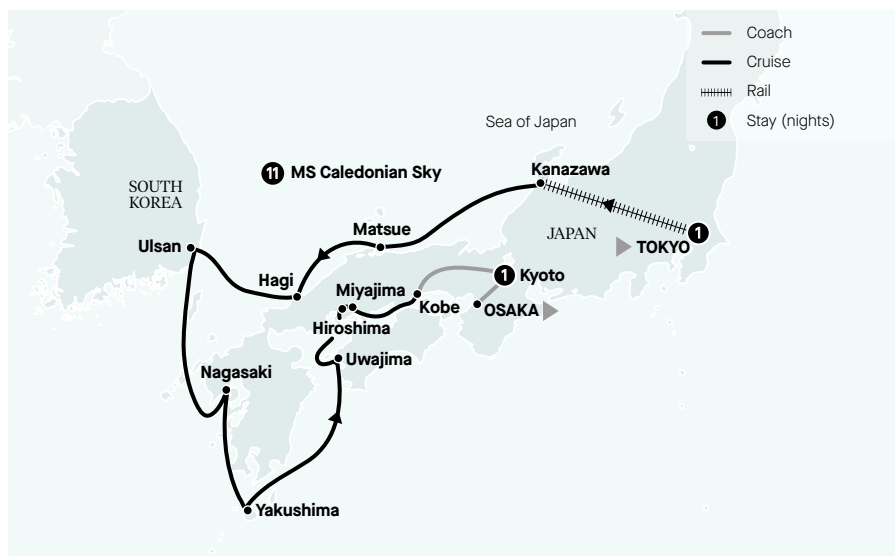 Coach
Cruise
Rail
1 Stay (nights)
Sea of Japan
Kanazawa
11 MS Caledonian Sky
SOUTH
KOREA
1
JAPAN
TOKYO
Matsue
Ulsan
Hagi
Miyajima
1 Kyoto
Kobe
OSAKA
Hiroshima
Uwajima
Nagasaki
Yakushima